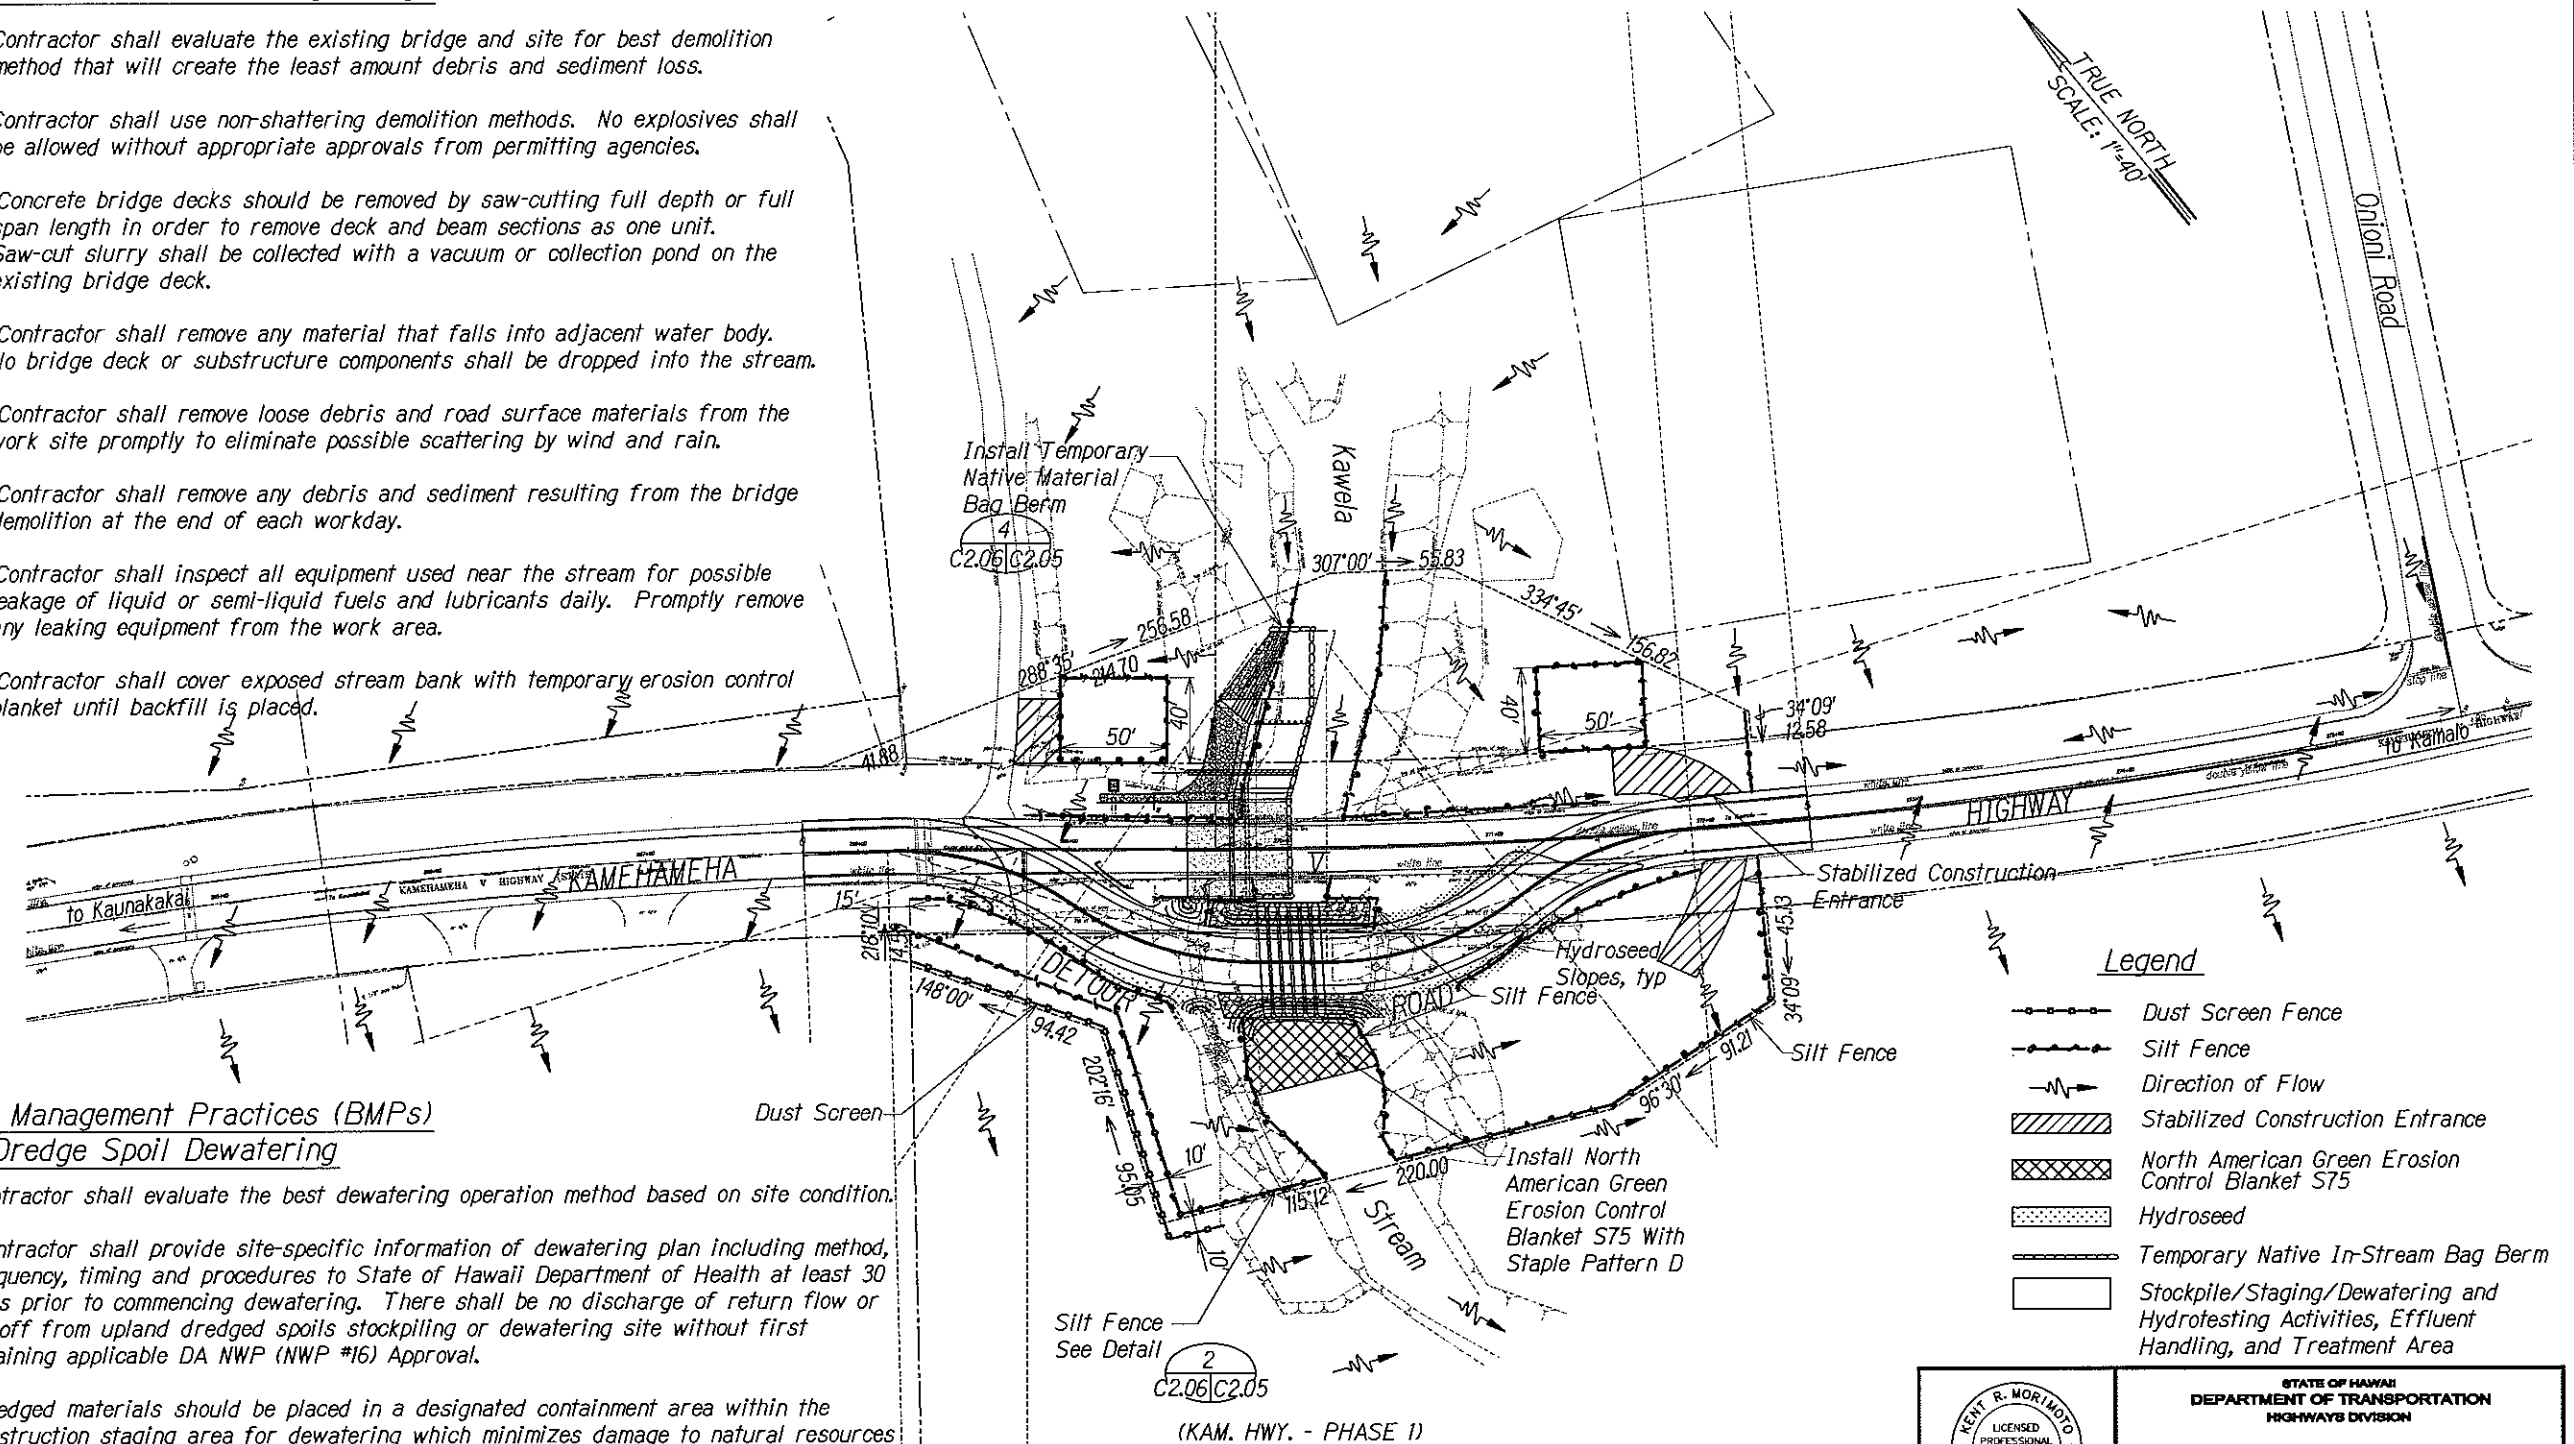 Contractor shall evaluate the existing bridge and site for best demolition
method that will create the least amount debris and sediment loss.
Contractor shall use non-shattering demolition methods. No explosives shall
be allowed without appropriate approvals from permitting agencies.
Concrete bridge decks should be removed by saw-cutting full depth or full
span length in order to remove deck and beam sections as one unit.
Saw-cut slurry shall be collected with a vacuum or collection pond on the
existing bridge deck.
Contractor shall remove any material that falls into adjacent water body.
No bridge deck or substructure components shall be dropped into the stream.
Contractor shall remove loose debris and road surface materials from the
work site promptly to eliminate possible scattering by wind and rain.
Contractor shall remove any debris and sediment resulting from the bridge
demolition at the end of each workday.
Contractor shall inspect all equipment used near the stream for possible
leakage of liquid or semi-liquid fuels and lubricants daily. Promptly remove
any leaking equipment from the work area.
Contractor shall cover exposed stream bank with temporary erosion control
blanket until backfill is placed.
Management Practices (BMPs)
Dredge Spoil Dewatering
tractor shall evaluate the best dewatering operation method based on site condition.
ntractor shall provide site-specific information of dewatering plan including method,
quency, timing and procedures to State of Hawaii Department of Health at least 30
s prior to commencing dewatering. There shall be no discharge of return flow or
off from upland dredged spoils stockpiling or dewatering site without first
aining applicable DA NWP (NWP #16) Approval.
edged materials should be placed in a designated containment area within the
struction staging area for dewatering which minimizes damage to natural resources
TRUE NORTH
SCALE: 1"=40'
Onioni Road
Install Temporary
Native Material
Bag Berm
4
C2.06 C2.05
Kawela
307°00'
55.83
334°45'
156.82
256.58
288°35'
214.70
40'
50'
40'
50'
34°09'
12.58
41.88
to Kamalo
HIGHWAY
KAMEHAMEHA
KAMEHAMEHA V HIGHWAY
to Kaunakakai
white line
double yellow line
white line
stop line
Stabilized Construction
Entrance
15'
218°10'
DETOUR
ROAD
Hydroseed
Slopes, typ
Silt Fence
45.13
34°09'
148°00'
94.42
202°16'
95.05
91.21
96°30'
Silt Fence
Dust Screen
10'
10'
115.12
220.00
Stream
Install North
American Green
Erosion Control
Blanket S75 With
Staple Pattern D
Silt Fence
See Detail
2
C2.06 C2.05
(KAM. HWY. - PHASE 1)
Legend
Dust Screen Fence
Silt Fence
Direction of Flow
Stabilized Construction Entrance
North American Green Erosion
Control Blanket S75
Hydroseed
Temporary Native In-Stream Bag Berm
Stockpile/Staging/Dewatering and
Hydrotesting Activities, Effluent
Handling, and Treatment Area
KENT R. MORIMOTO
LICENSED
PROFESSIONAL
STATE OF HAWAII
DEPARTMENT OF TRANSPORTATION
HIGHWAYS DIVISION